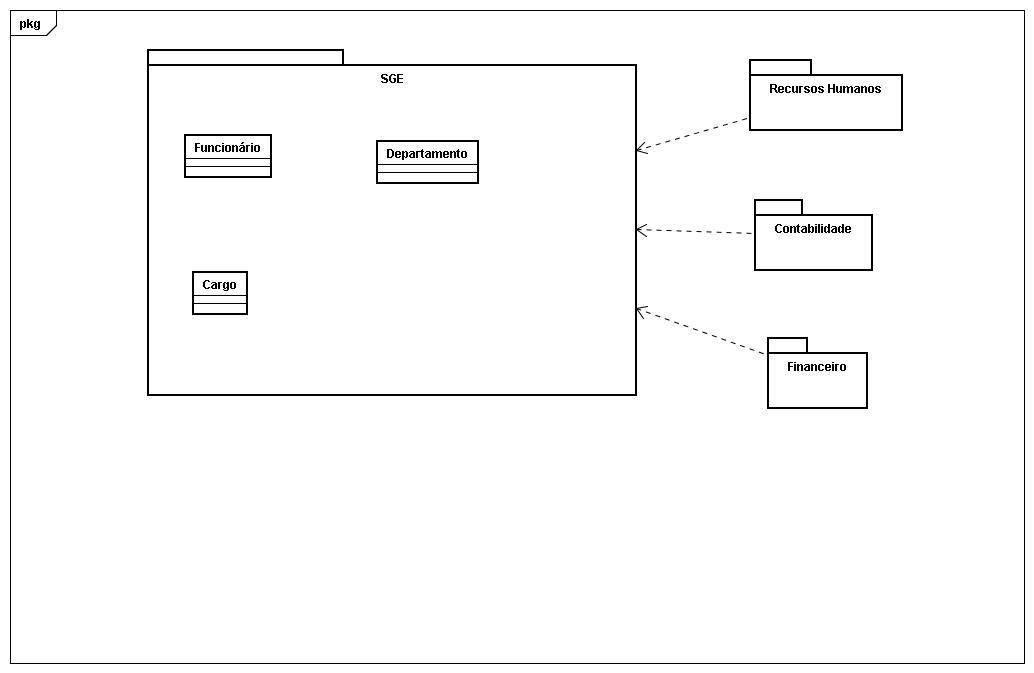 pkg
SGE
Recursos Humanos
Funcionário
Departamento
Contabilidade
Cargo
Financeiro